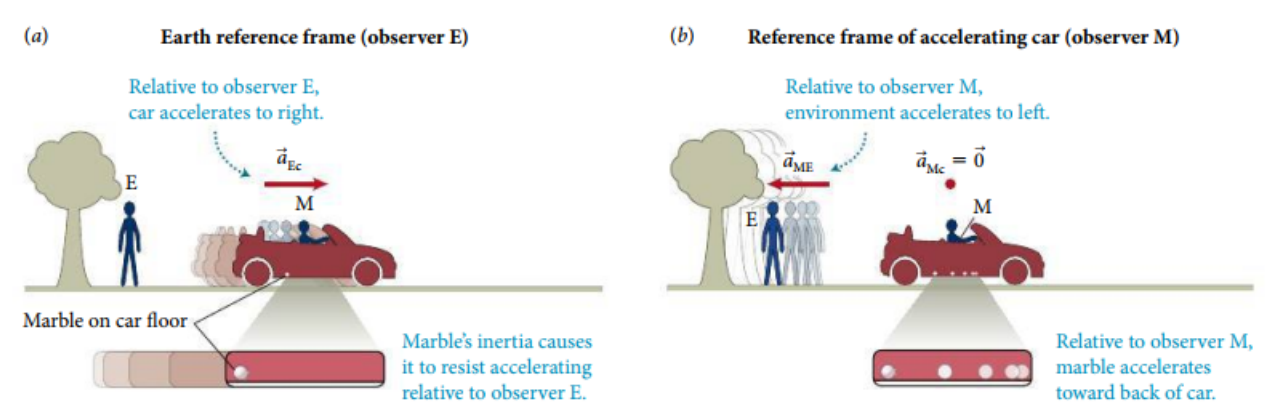 (a)
Earth reference frame (observer E)
Relative to observer E,
car accelerates to right.
a⃗Ec
E
M
Marble on car floor
Marble’s inertia causes
it to resist accelerating
relative to observer E.
(b)
Reference frame of accelerating car (observer M)
Relative to observer M,
environment accelerates to left.
a⃗ME
a⃗Mc = 0⃗
E
M
Relative to observer M,
marble accelerates
toward back of car.